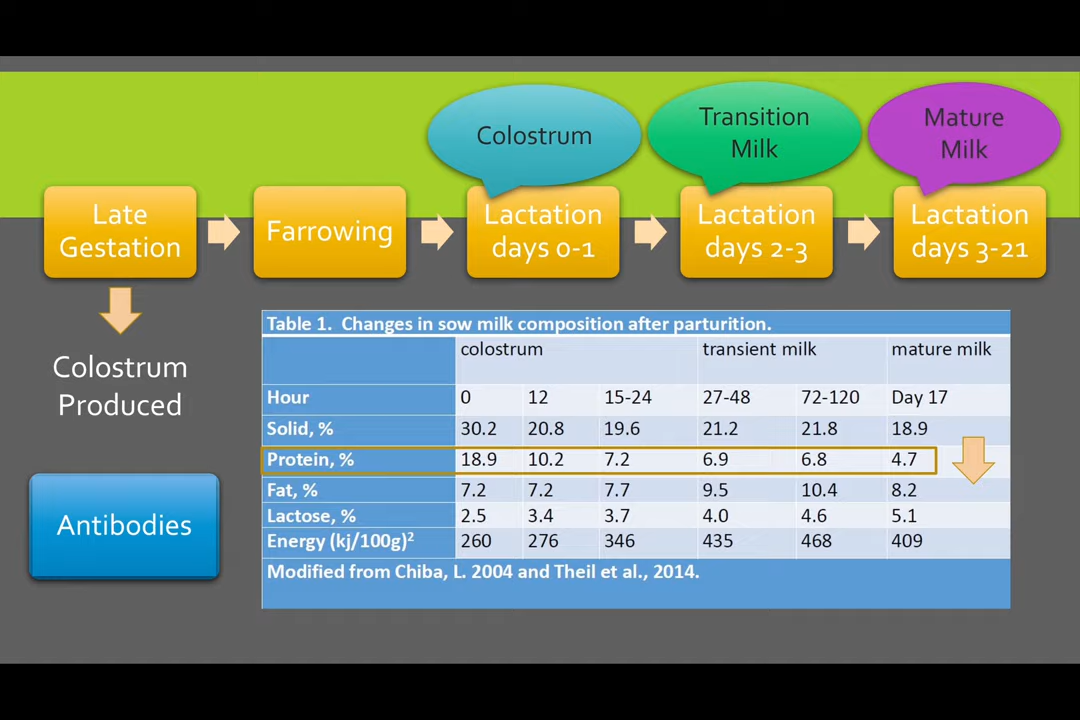 Colostrum
Transition
Milk
Mature
Milk
Late
Gestation
Farrowing
Lactation
days 0-1
Lactation
days 2-3
Lactation
days 3-21
Colostrum
Produced
Antibodies
Table 1. Changes in sow milk composition after parturition.
colostrum transient milk mature milk
Hour 0 12 15-24 27-48 72-120 Day 17
Solid, % 30.2 20.8 19.6 21.2 21.8 18.9
Protein, % 18.9 10.2 7.2 6.9 6.8 4.7
Fat, % 7.2 7.2 7.7 9.5 10.4 8.2
Lactose, % 2.5 3.4 3.7 4.0 4.6 5.1
Energy (kj/100g)² 260 276 346 435 468 409
Modified from Chiba, L. 2004 and Theil et al., 2014.